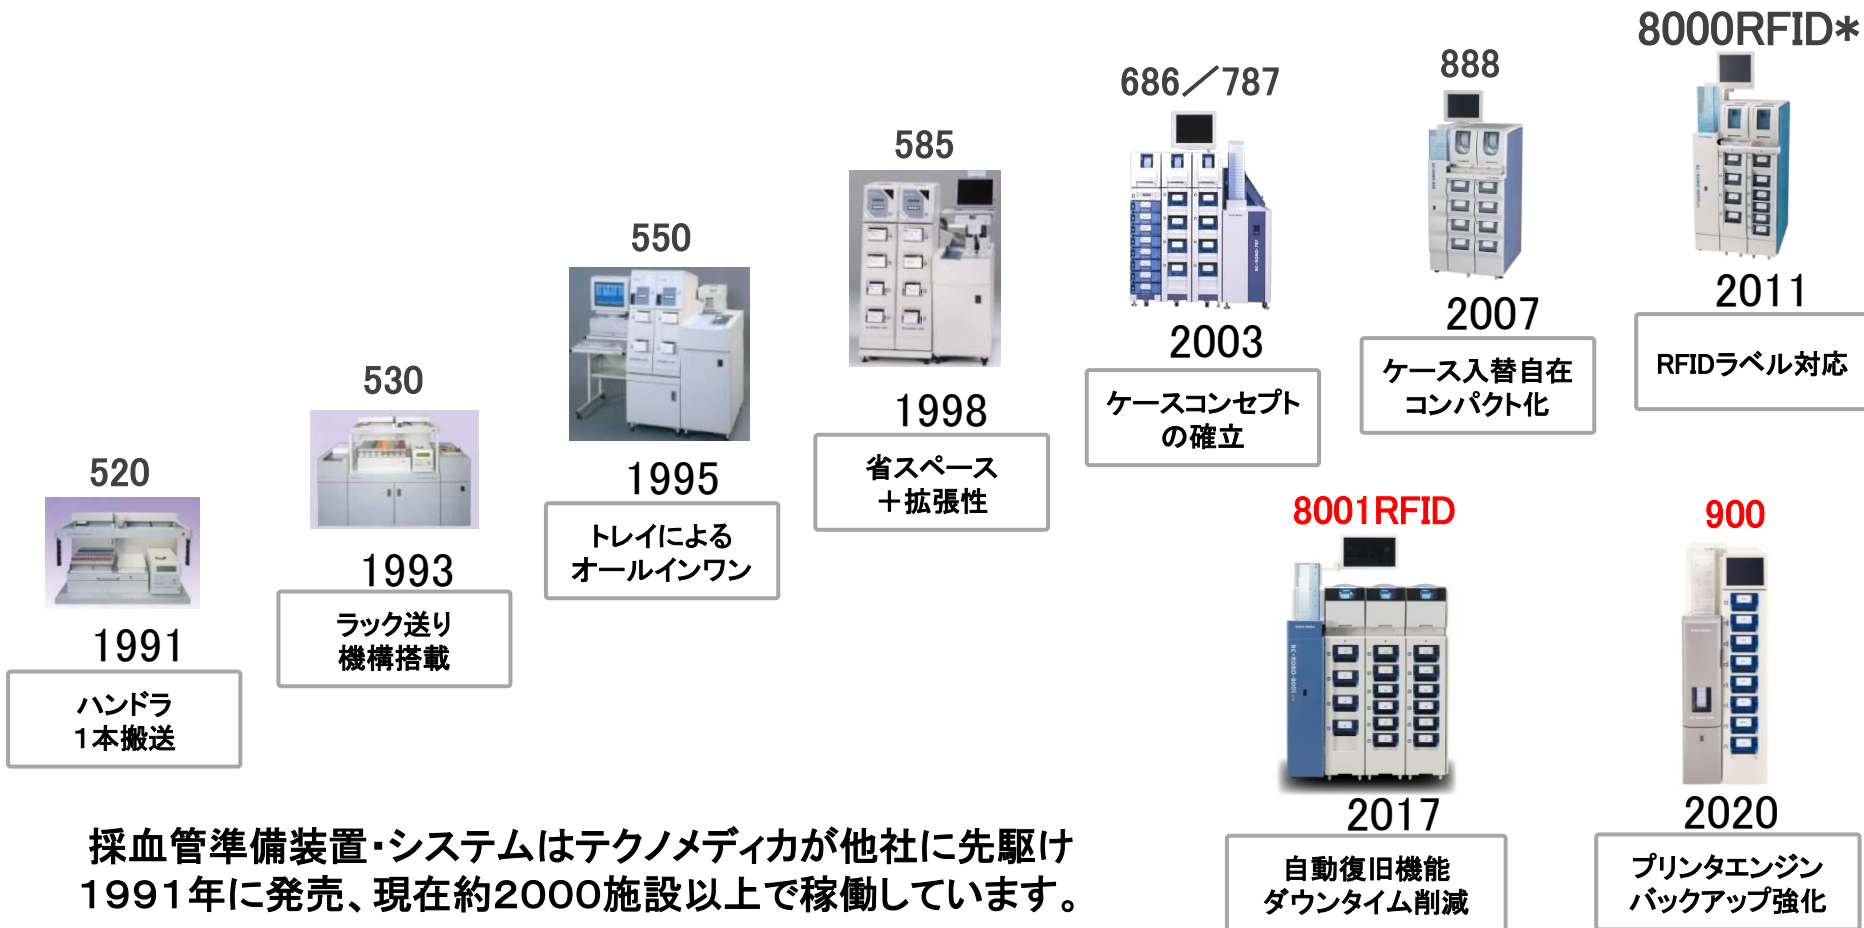 520
1991
ハンドラ
1本搬送
530
1993
ラック送り
機構搭載
550
1995
トレイによる
オールインワン
585
1998
省スペース
＋拡張性
686／787
2003
ケースコンセプト
の確立
888
2007
ケース入替自在
コンパクト化
8000RFID*
2011
RFIDラベル対応
8001RFID
BC-ROBO-8001
2017
自動復旧機能
ダウンタイム削減
900
2020
プリンタエンジン
バックアップ強化
採血管準備装置・システムはテクノメディカが他社に先駆け
1991年に発売、現在約2000施設以上で稼働しています。